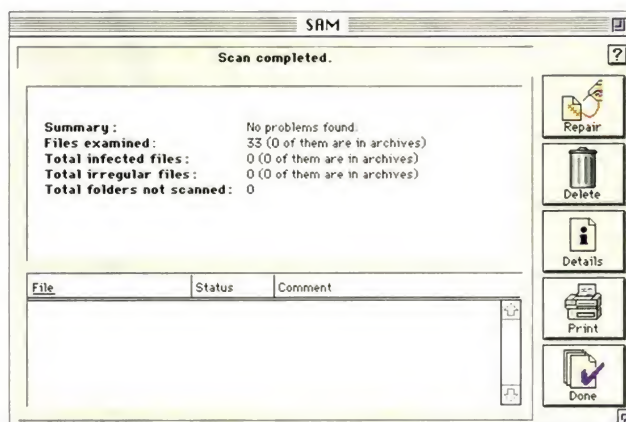 SAM
Scan completed.
?
Summary: No problems found.
Files examined: 33 (0 of them are in archives)
Total infected files: 0 (0 of them are in archives)
Total irregular files: 0 (0 of them are in archives)
Total folders not scanned: 0
File Status Comment
Repair
Delete
Details
Print
Done